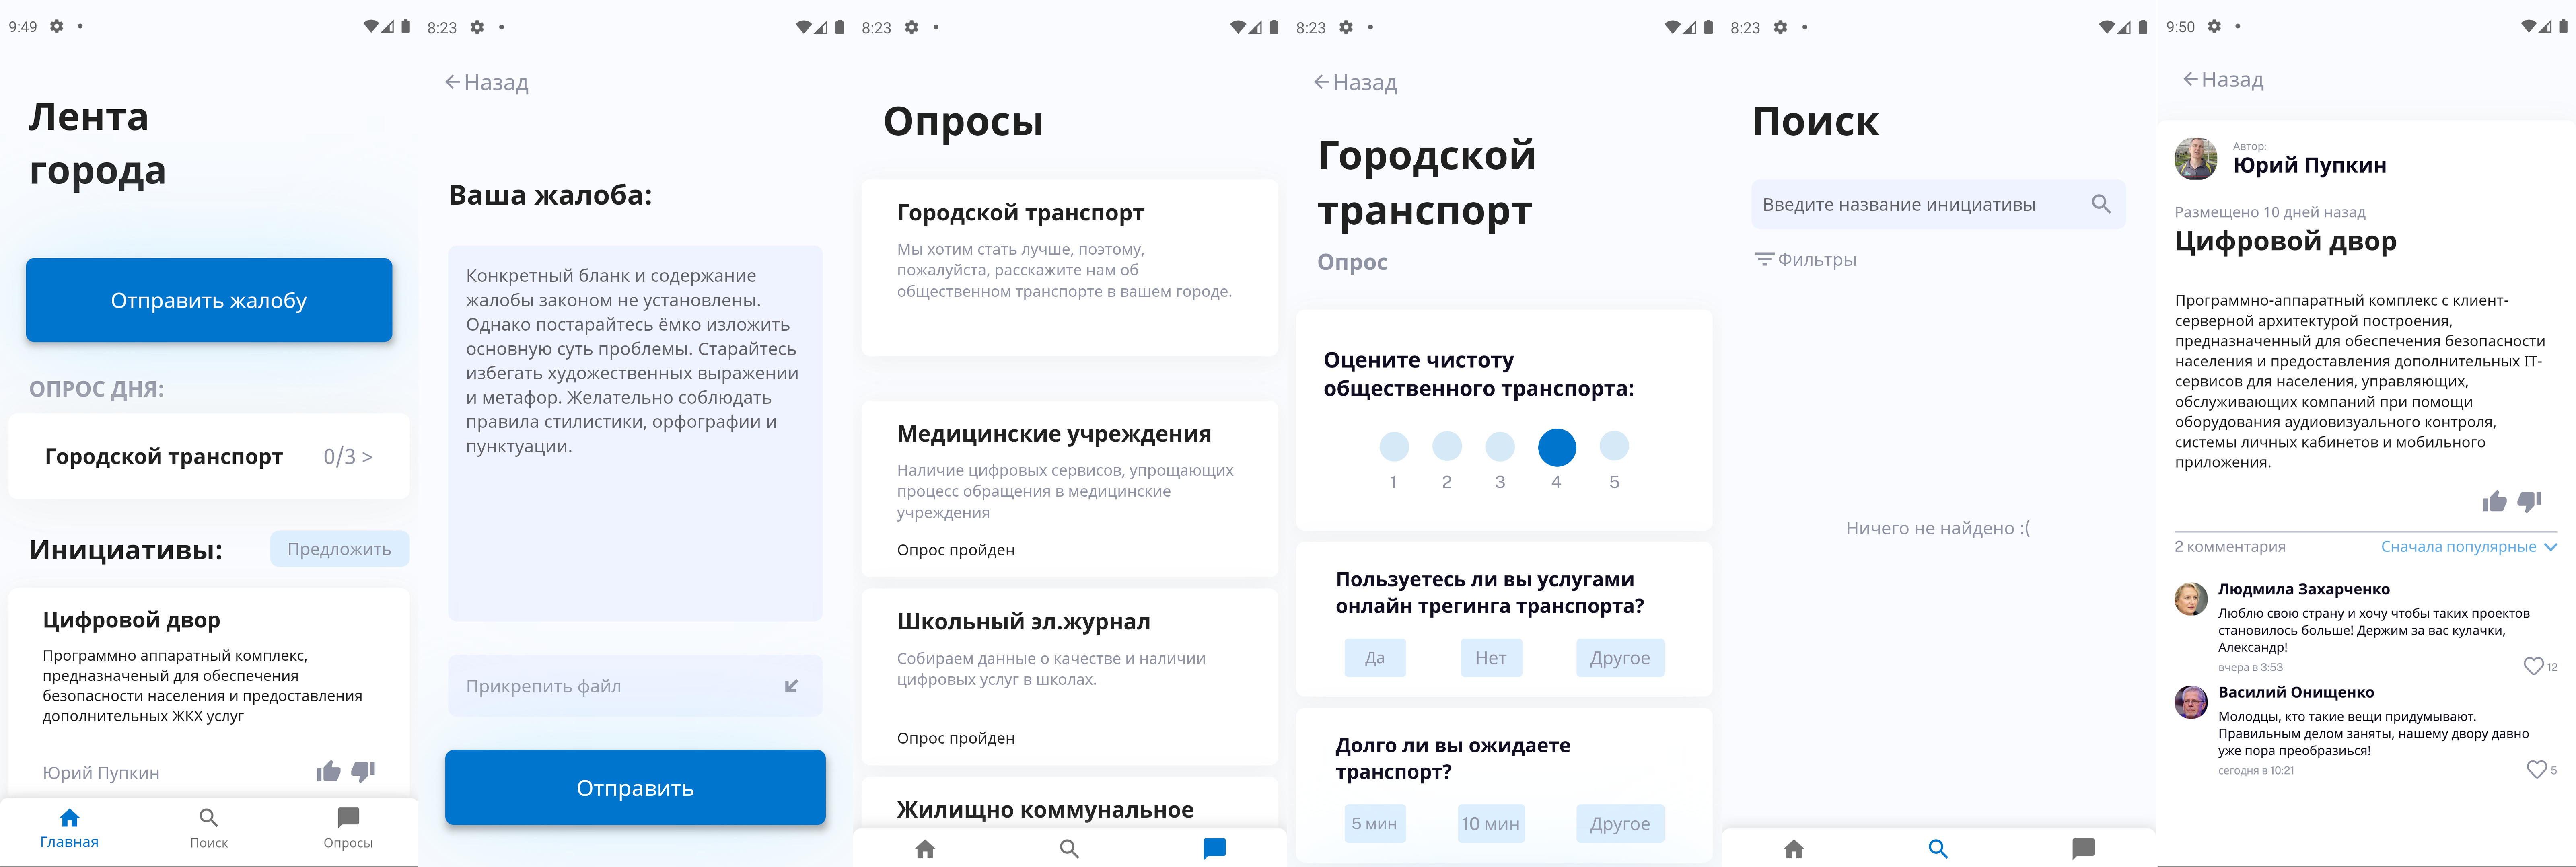 9:49
Лента
города
Отправить жалобу
ОПРОС ДНЯ:
Городской транспорт 0/3 >
Инициативы: Предложить
Цифровой двор
Программно аппаратный комплекс,
предназначеный для обеспечения
безопасности населения и предоставления
дополнительных ЖКХ услуг
Юрий Пупкин
Главная Поиск Опросы
8:23
Назад
Ваша жалоба:
Конкретный бланк и содержание
жалобы законом не установлены.
Однако постарайтесь ёмко изложить
основную суть проблемы. Старайтесь
избегать художественных выражении
и метафор. Желательно соблюдать
правила стилистики, орфографии и
пунктуации.
Прикрепить файл
Отправить
8:23
Опросы
Городской транспорт
Мы хотим стать лучше, поэтому,
пожалуйста, расскажите нам об
общественном транспорте в вашем городе.
Медицинские учреждения
Наличие цифровых сервисов, упрощающих
процесс обращения в медицинские
учреждения
Опрос пройден
Школьный эл.журнал
Собираем данные о качестве и наличии
цифровых услуг в школах.
Опрос пройден
Жилищно коммунальное
8:23
Назад
Городской
транспорт
Опрос
Оцените чистоту
общественного транспорта:
1 2 3 4 5
Пользуетесь ли вы услугами
онлайн трегинга транспорта?
Да Нет Другое
Долго ли вы ожидаете
транспорт?
5 мин 10 мин Другое
8:23
Поиск
Введите название инициативы
Фильтры
Ничего не найдено :(
9:50
Назад
Автор:
Юрий Пупкин
Размещено 10 дней назад
Цифровой двор
Программно-аппаратный комплекс с клиент-
серверной архитектурой построения,
предназначенный для обеспечения безопасности
населения и предоставления дополнительных IT-
сервисов для населения, управляющих,
обслуживающих компаний при помощи
оборудования аудиовизуального контроля,
системы личных кабинетов и мобильного
приложения.
2 комментария Сначала популярные
Людмила Захарченко
Люблю свою страну и хочу чтобы таких проектов
становилось больше! Держим за вас кулачки,
Александр!
вчера в 3:53 12
Василий Онищенко
Молодцы, кто такие вещи придумывают.
Правильным делом заняты, нашему двору давно
уже пора преобразиься!
сегодня в 10:21 5